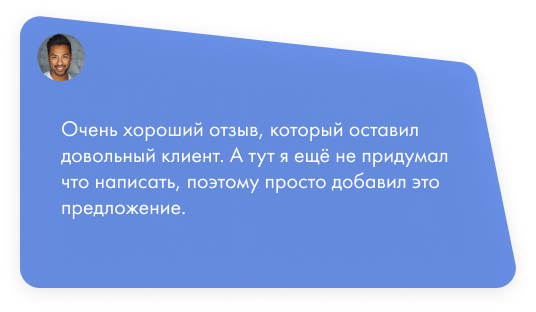 Очень хороший отзыв, который оставил
довольный клиент. А тут я ещё не придумал
что написать, поэтому просто добавил это
предложение.